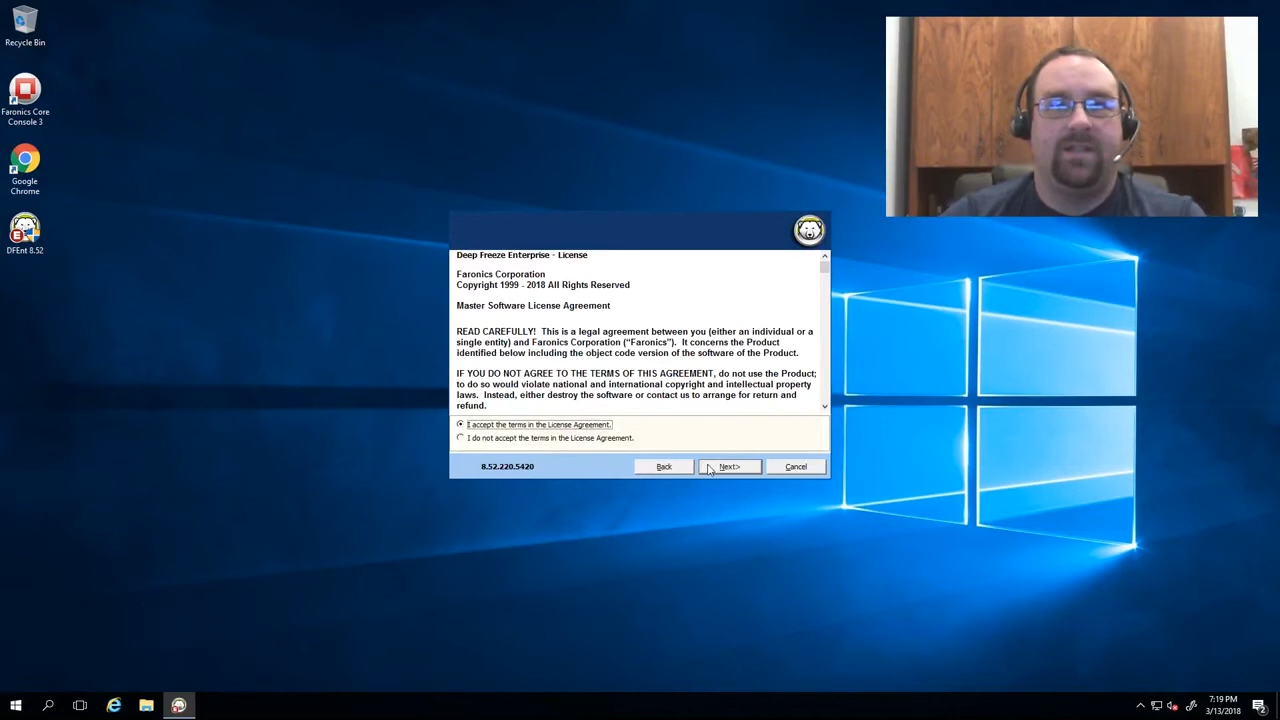 Recycle Bin
Faronics Core
Console 3
Google
Chrome
DFEnt 8.52
Deep Freeze Enterprise - License
Faronics Corporation
Copyright 1999 - 2018 All Rights Reserved
Master Software License Agreement
READ CAREFULLY! This is a legal agreement between you (either an individual or a
single entity) and Faronics Corporation (“Faronics”). It concerns the Product
identified below including the object code version of the software of the Product.
IF YOU DO NOT AGREE TO THE TERMS OF THIS AGREEMENT, do not use the Product;
to do so would violate national and international copyright and intellectual property
laws. Instead, either destroy the software or contact us to arrange for return and
refund.
I accept the terms in the License Agreement.
I do not accept the terms in the License Agreement.
8.52.220.5420
Back
Next>
Cancel
7:19 PM
3/13/2018
2